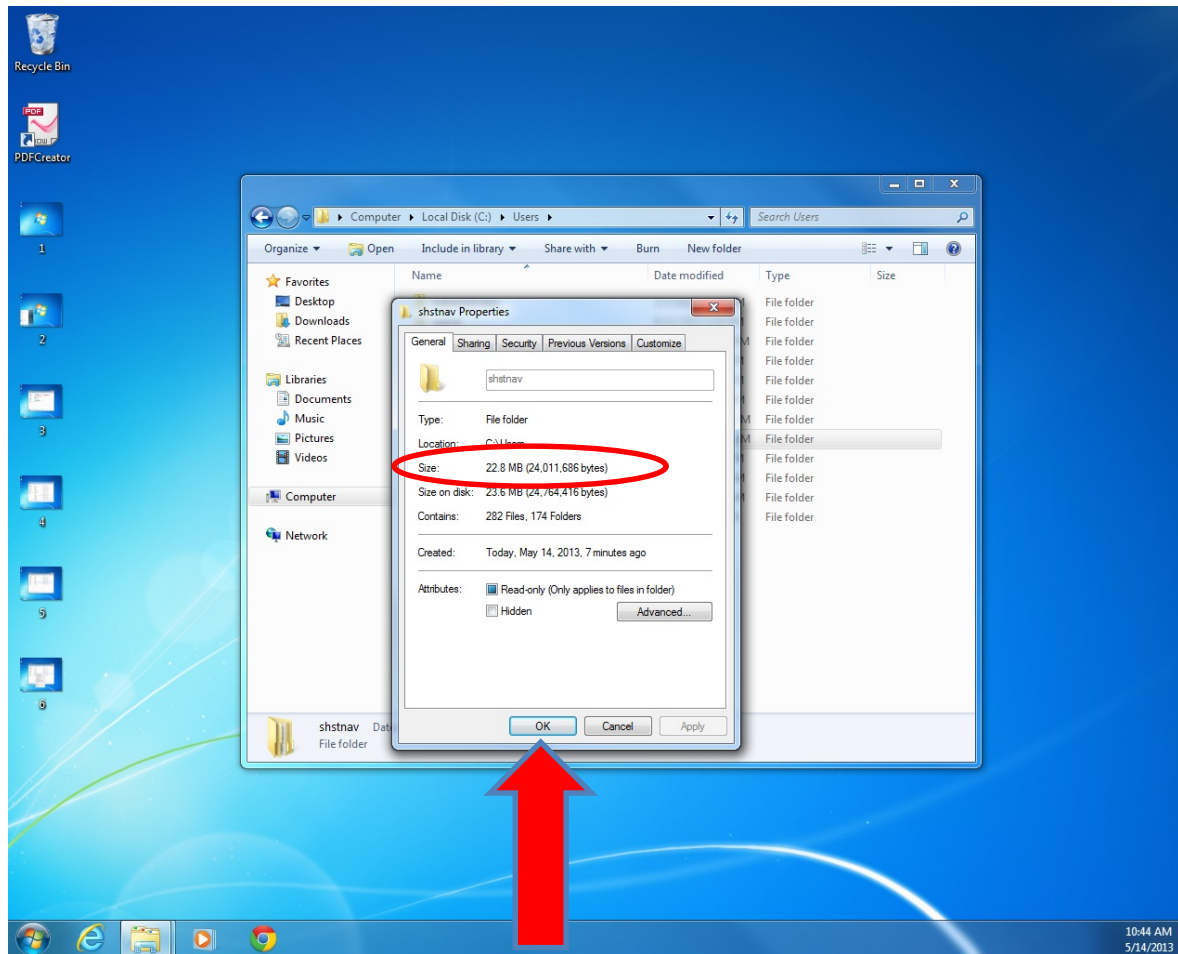 Recycle Bin
PDF
PDFCreator
1
2
3
4
5
6
Computer Local Disk (C:) Users
Search Users
Organize Open Include in library Share with Burn New folder
Name Date modified Type Size
Favorites
Desktop
Downloads
Recent Places
Libraries
Documents
Music
Pictures
Videos
Computer
Network
File folder
File folder
File folder
File folder
File folder
File folder
File folder
File folder
File folder
File folder
File folder
File folder
shstnav Properties
General Sharing Security Previous Versions Customize
shstnav
Type: File folder
Location: C:\Users
Size: 22.8 MB (24,011,686 bytes)
Size on disk: 23.6 MB (24,764,416 bytes)
Contains: 282 Files, 174 Folders
Created: Today, May 14, 2013, 7 minutes ago
Attributes: Read-only (Only applies to files in folder)
Hidden Advanced...
OK Cancel Apply
shstnav Dat
File folder
10:44 AM
5/14/2013